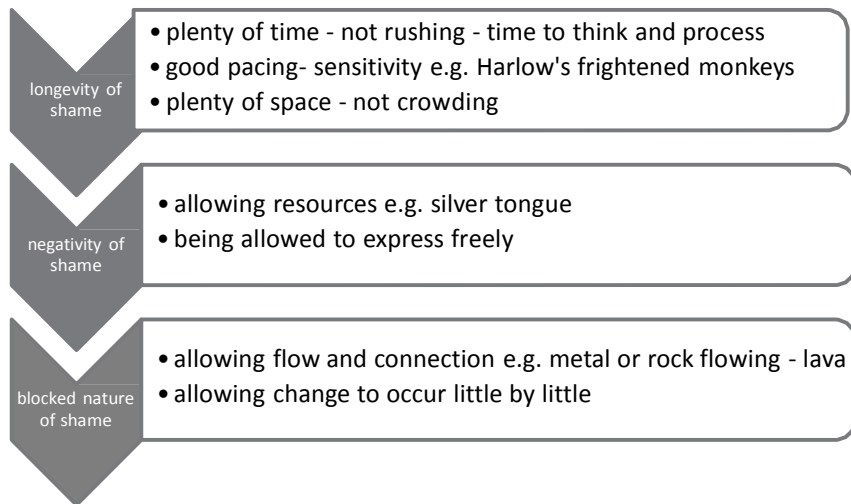 longevity of
shame
• plenty of time - not rushing - time to think and process
• good pacing- sensitivity e.g. Harlow's frightened monkeys
• plenty of space - not crowding
negativity of
shame
• allowing resources e.g. silver tongue
• being allowed to express freely
blocked nature
of shame
• allowing flow and connection e.g. metal or rock flowing - lava
• allowing change to occur little by little